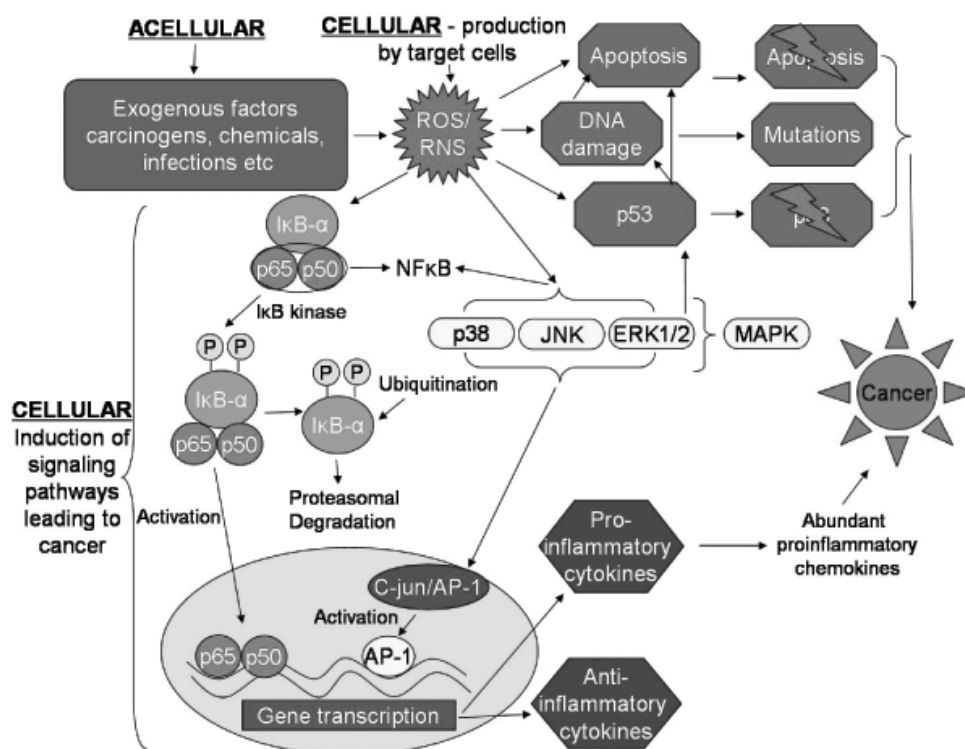 ACELLULAR
CELLULAR - production
by target cells
Exogenous factors
carcinogens, chemicals,
infections etc
ROS/
RNS
Apoptosis
Apoptosis
DNA
damage
Mutations
p53
IκB-α
p65
p50
NFκB
IκB kinase
p38
JNK
ERK1/2
MAPK
P
P
IκB-α
p65
p50
P
P
IκB-α
Ubiquitination
Proteasomal
Degradation
Cancer
CELLULAR
Induction of
signaling
pathways
leading to
cancer
Activation
C-jun/AP-1
Activation
AP-1
p65
p50
Gene transcription
Pro-
inflammatory
cytokines
Abundant
proinflammatory
chemokines
Anti-
inflammatory
cytokines